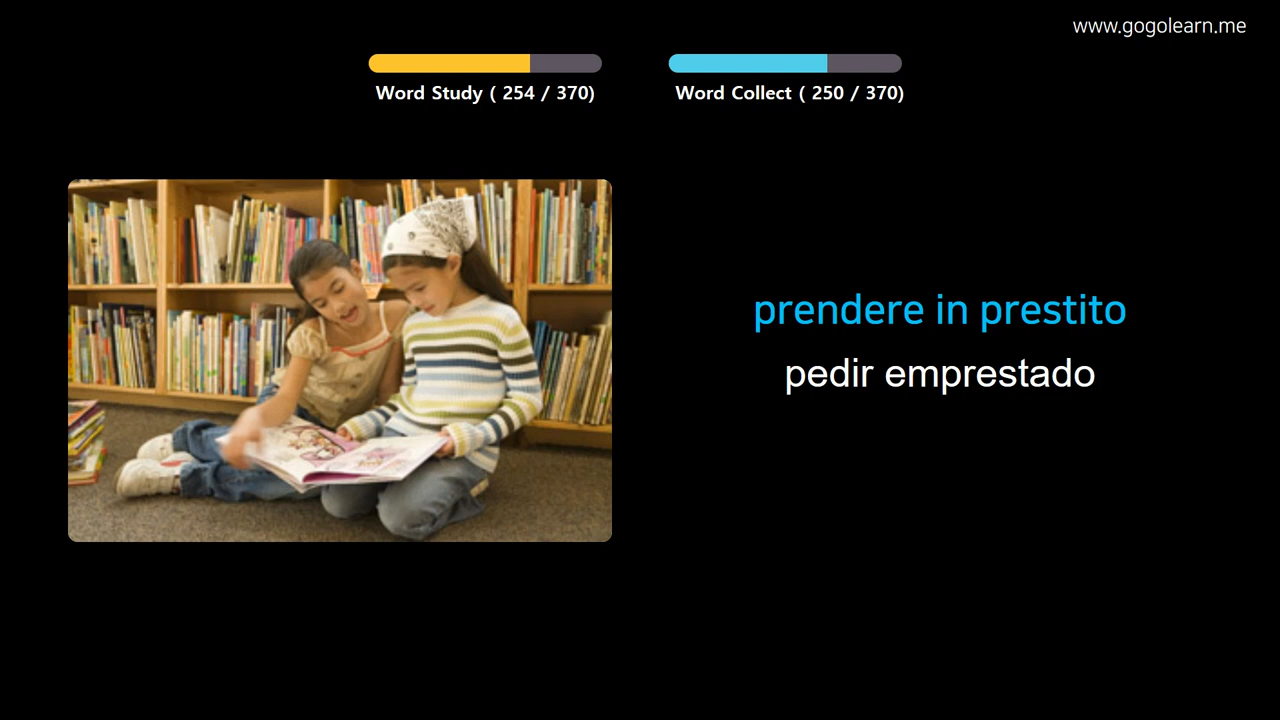 www.gogolearn.me
Word Study ( 254 / 370)
Word Collect ( 250 / 370)
prendere in prestito
pedir emprestado